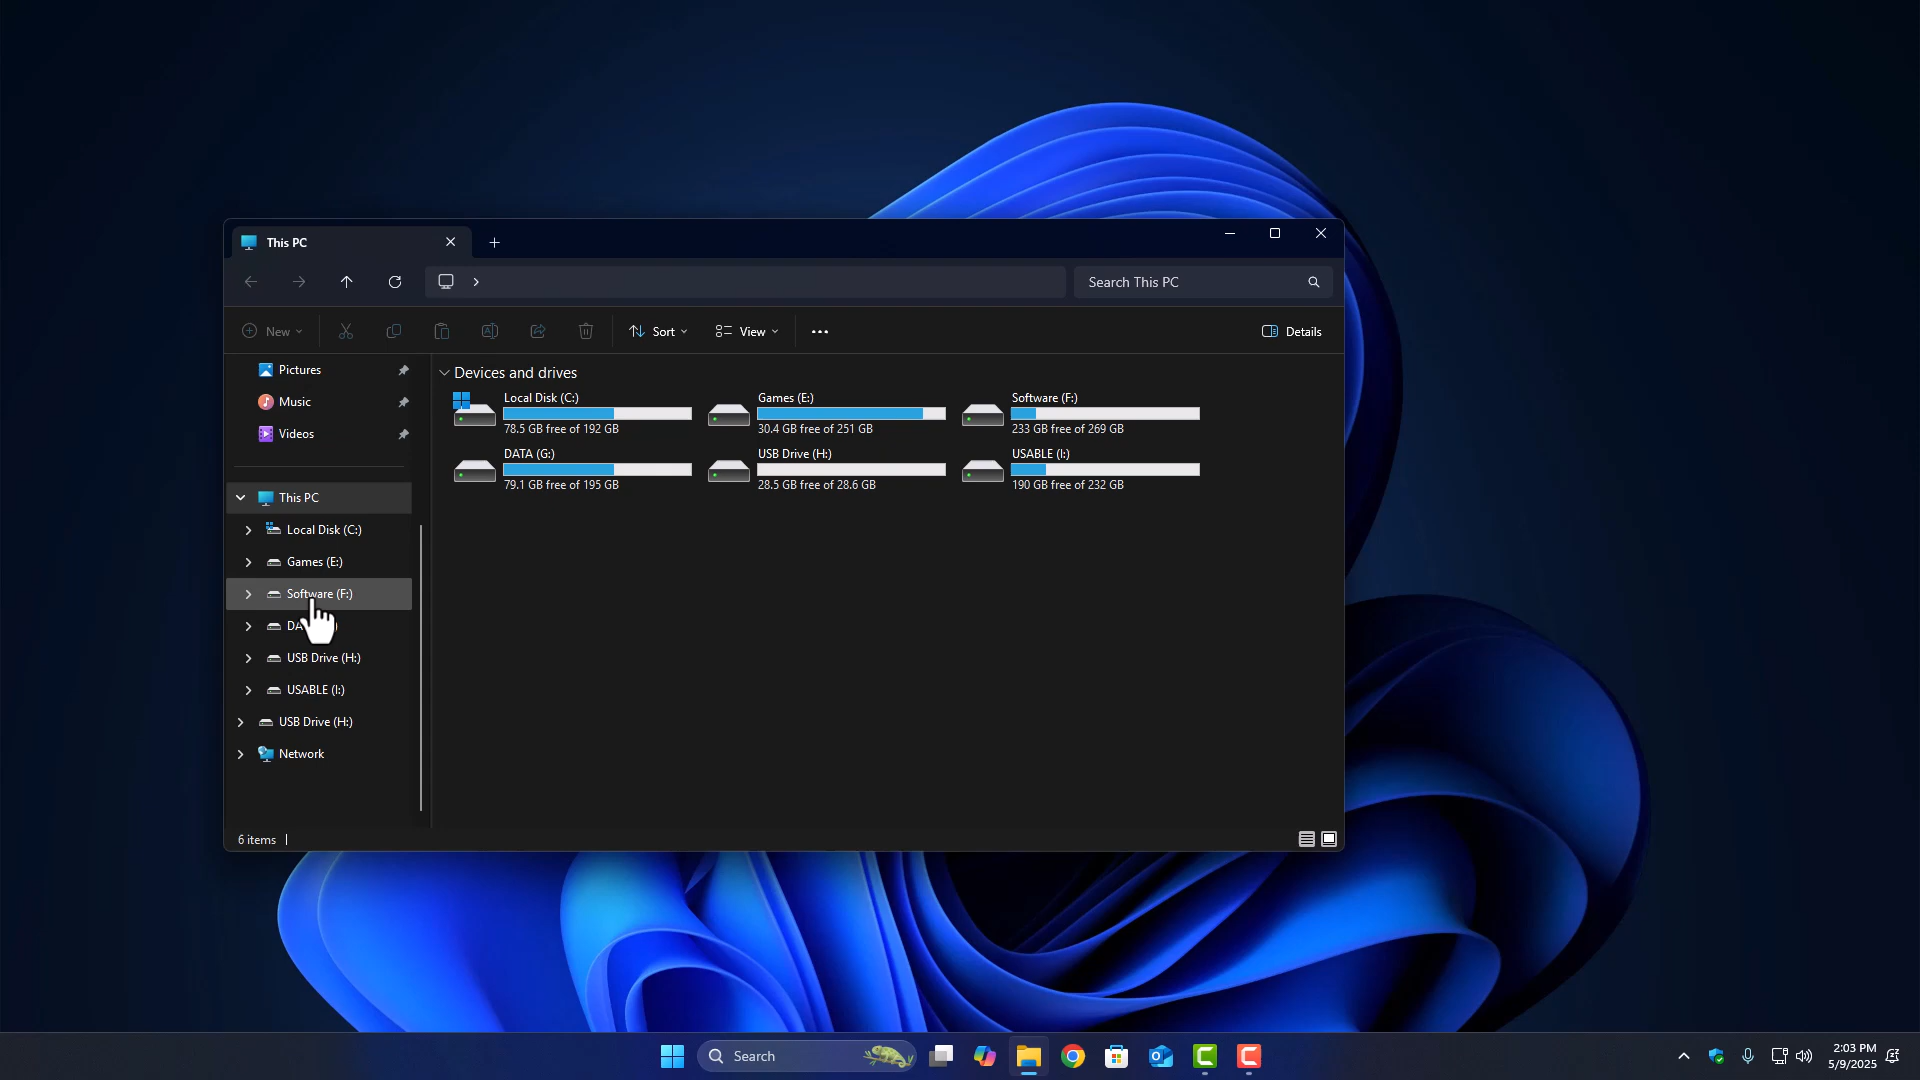 This PC
Search This PC
New
Sort
View
Details
Pictures
Music
Videos
This PC
Local Disk (C:)
Games (E:)
Software (F:)
DA
USB Drive (H:)
USABLE (I:)
USB Drive (H:)
Network
Devices and drives
Local Disk (C:)
78.5 GB free of 192 GB
Games (E:)
30.4 GB free of 251 GB
Software (F:)
233 GB free of 269 GB
DATA (G:)
79.1 GB free of 195 GB
USB Drive (H:)
28.5 GB free of 28.6 GB
USABLE (I:)
190 GB free of 232 GB
6 items
Search
2:03 PM
5/9/2025